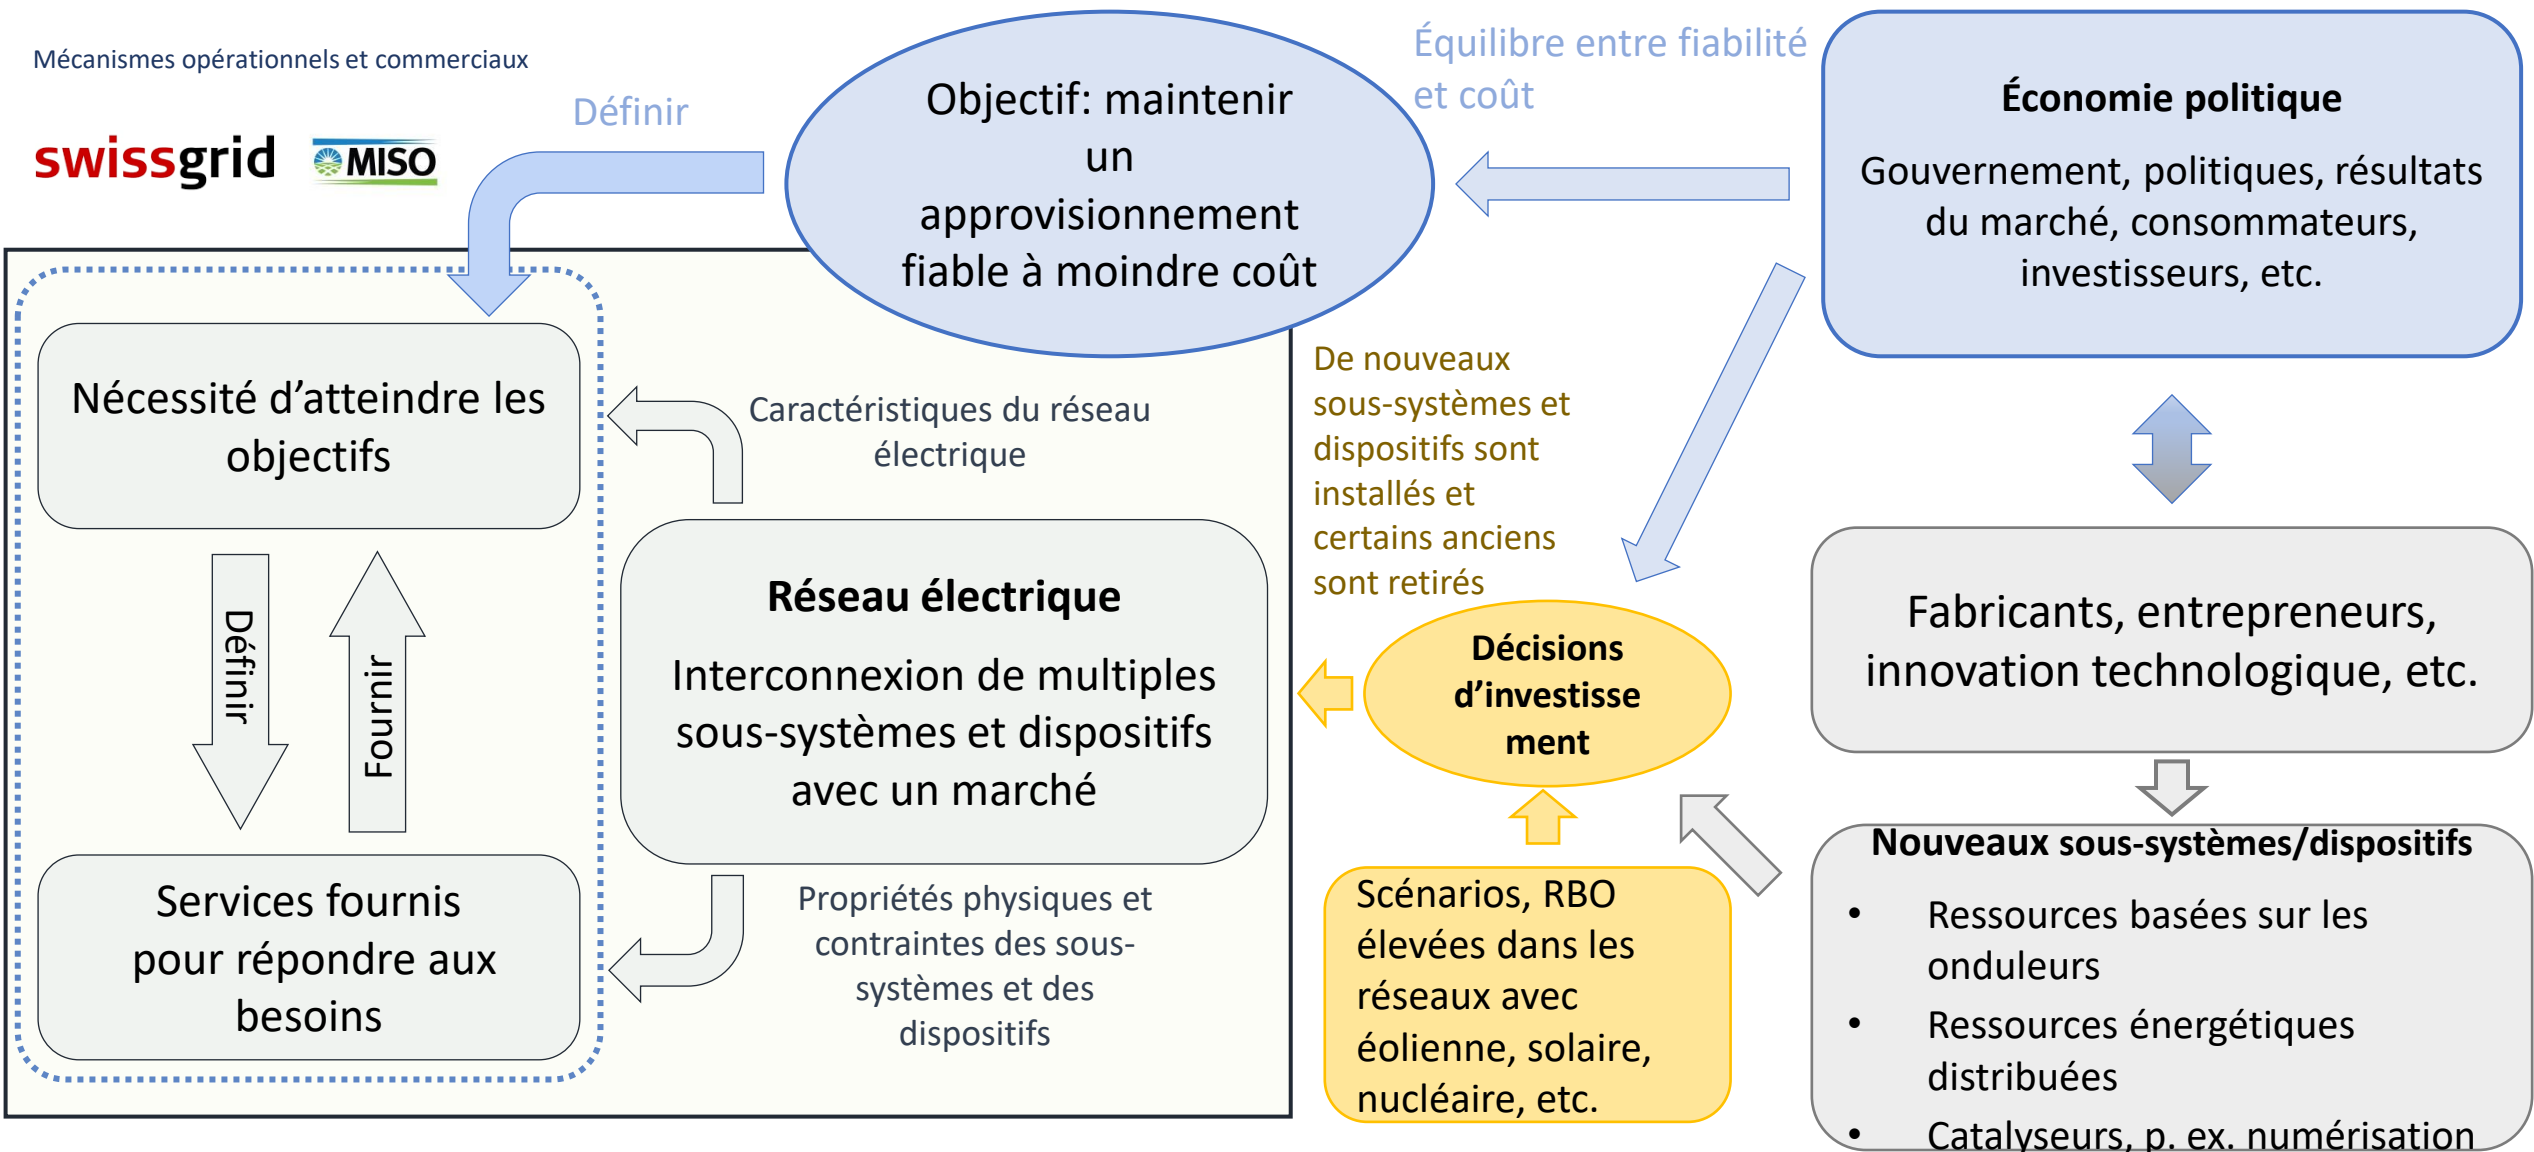 Mécanismes opérationnels et commerciaux
swissgrid
MISO
Définir
Objectif: maintenir
un
approvisionnement
fiable à moindre coût
Équilibre entre fiabilité
et coût
Économie politique
Gouvernement, politiques, résultats
du marché, consommateurs,
investisseurs, etc.
Nécessité d’atteindre les
objectifs
Caractéristiques du réseau
électrique
De nouveaux
sous-systèmes et
dispositifs sont
installés et
certains anciens
sont retirés
Définir
Fournir
Réseau électrique
Interconnexion de multiples
sous-systèmes et dispositifs
avec un marché
Décisions
d’investisse
ment
Fabricants, entrepreneurs,
innovation technologique, etc.
Services fournis
pour répondre aux
besoins
Propriétés physiques et
contraintes des sous-
systèmes et des
dispositifs
Scénarios, RBO
élevées dans les
réseaux avec
éolienne, solaire,
nucléaire, etc.
Nouveaux sous-systèmes/dispositifs
• Ressources basées sur les
onduleurs
• Ressources énergétiques
distribuées
• Catalyseurs, p. ex. numérisation